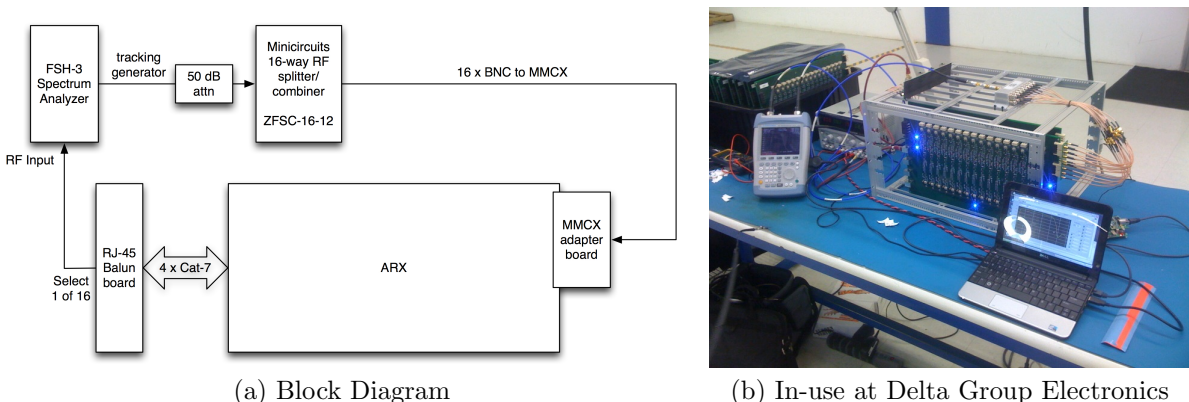 FSH-3
Spectrum
Analyzer
tracking
generator
50 dB
attn
Minicircuits
16-way RF
splitter/
combiner
ZFSC-16-12
16 x BNC to MMCX
RF Input
RJ-45
Balun
board
Select
1 of 16
4 x Cat-7
ARX
MMCX
adapter
board
(a) Block Diagram
(b) In-use at Delta Group Electronics